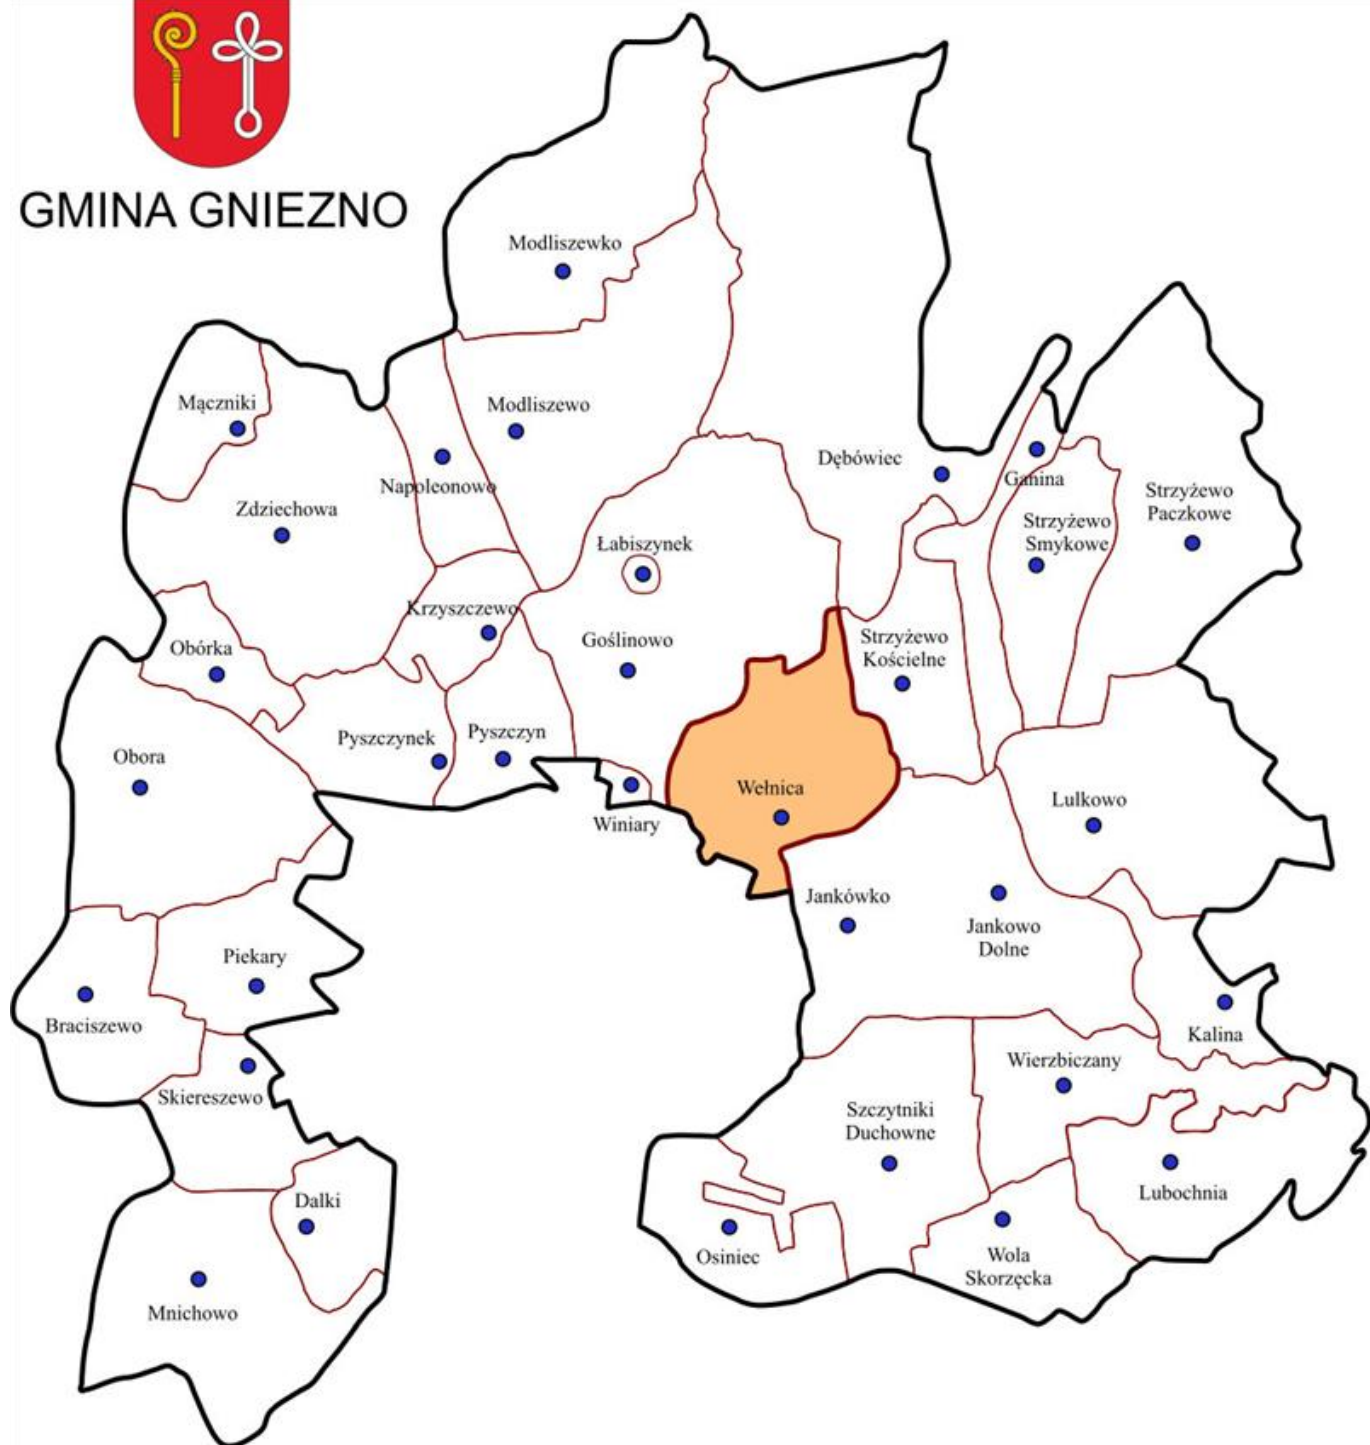 GMINA GNIEZNO
Modliszewko
Mączniki
Modliszewo
Napoleonowo
Dębówiec
Ganina
Strzyżewo
Paczkowe
Zdziechowa
Strzyżewo
Smykowe
Łabiszynek
Krzyszczewo
Obórka
Goślinowo
Strzyżewo
Kościelne
Pyszczynek
Pyszczyn
Obora
Wełnica
Winiary
Lulkowo
Jankówko
Jankowo
Dolne
Piekary
Braciszewo
Kalina
Skiereszewo
Wierzbiczany
Szczytniki
Duchowne
Dalki
Lubochnia
Osiniec
Wola
Skorzęcka
Mnichowo